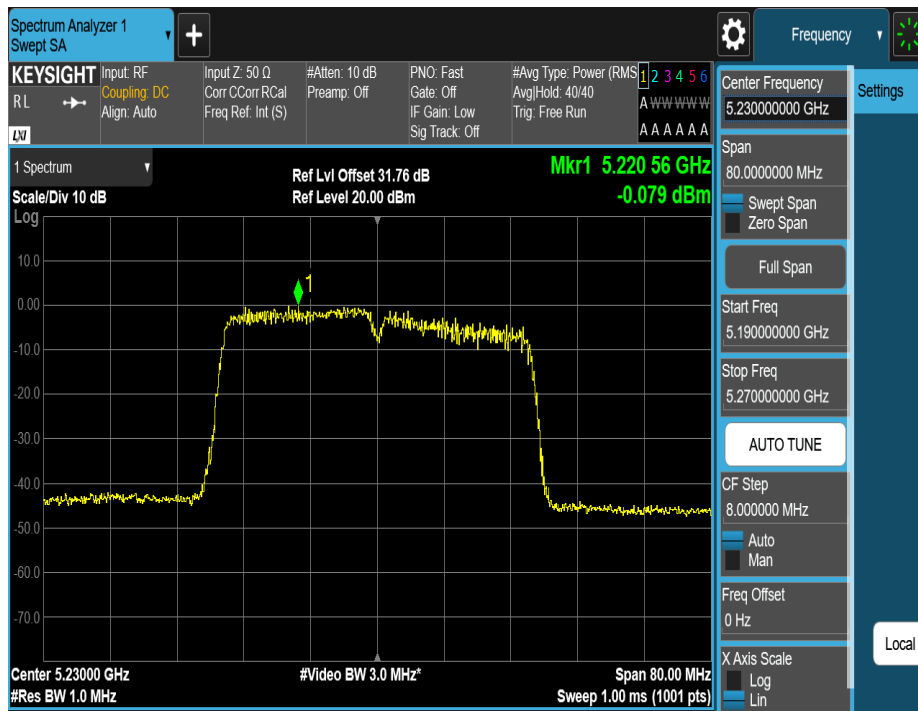 Spectrum Analyzer 1
Swept SA
Frequency
KEYSIGHT
RL
LXI
Input: RF
Coupling: DC
Align: Auto
Input Z: 50 Ω
Corr CCorr RCal
Freq Ref: Int (S)
#Atten: 10 dB
Preamp: Off
PNO: Fast
Gate: Off
IF Gain: Low
Sig Track: Off
#Avg Type: Power (RMS
Avg|Hold: 40/40
Trig: Free Run
1 2 3 4 5 6
A W W W W W
A A A A A A
1 Spectrum
Scale/Div 10 dB
Log
Ref Lvl Offset 31.76 dB
Ref Level 20.00 dBm
Mkr1 5.220 56 GHz
-0.079 dBm
1
10.0
0.00
-10.0
-20.0
-30.0
-40.0
-50.0
-60.0
-70.0
Center 5.23000 GHz
#Res BW 1.0 MHz
#Video BW 3.0 MHz*
Span 80.00 MHz
Sweep 1.00 ms (1001 pts)
Center Frequency
5.230000000 GHz
Settings
Span
80.0000000 MHz
Swept Span
Zero Span
Full Span
Start Freq
5.190000000 GHz
Stop Freq
5.270000000 GHz
AUTO TUNE
CF Step
8.000000 MHz
Auto
Man
Freq Offset
0 Hz
X Axis Scale
Log
Lin
Local